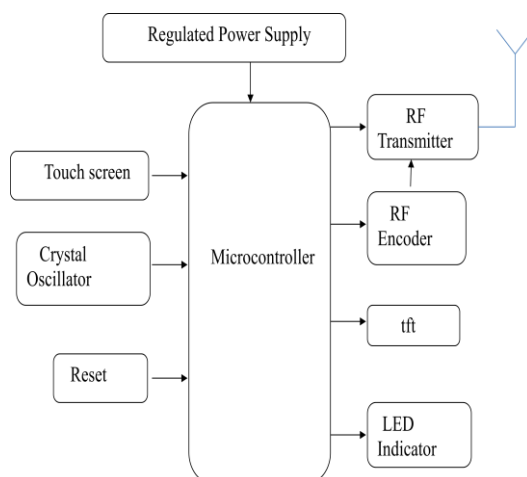 Regulated Power Supply
RF
Transmitter
Touch screen
RF
Encoder
Crystal
Oscillator
Microcontroller
tft
Reset
LED
Indicator